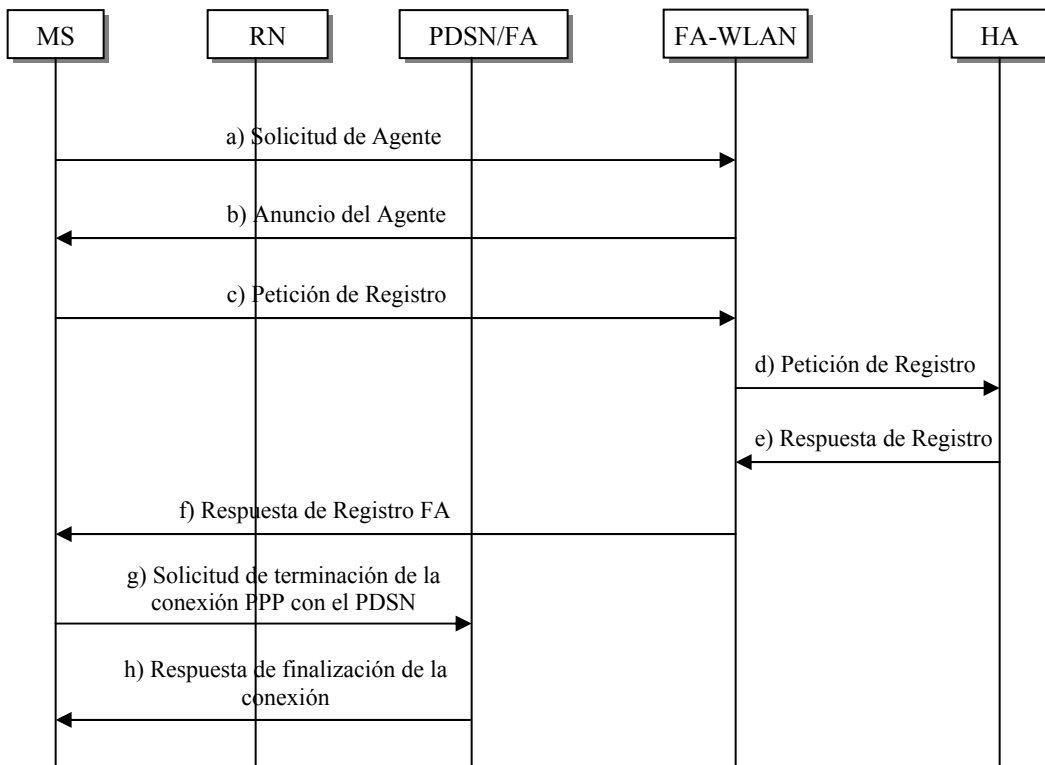 MS
RN
PDSN/FA
FA-WLAN
HA
a) Solicitud de Agente
b) Anuncio del Agente
c) Petición de Registro
d) Petición de Registro
e) Respuesta de Registro
f) Respuesta de Registro FA
g) Solicitud de terminación de la
conexión PPP con el PDSN
h) Respuesta de finalización de la
conexión